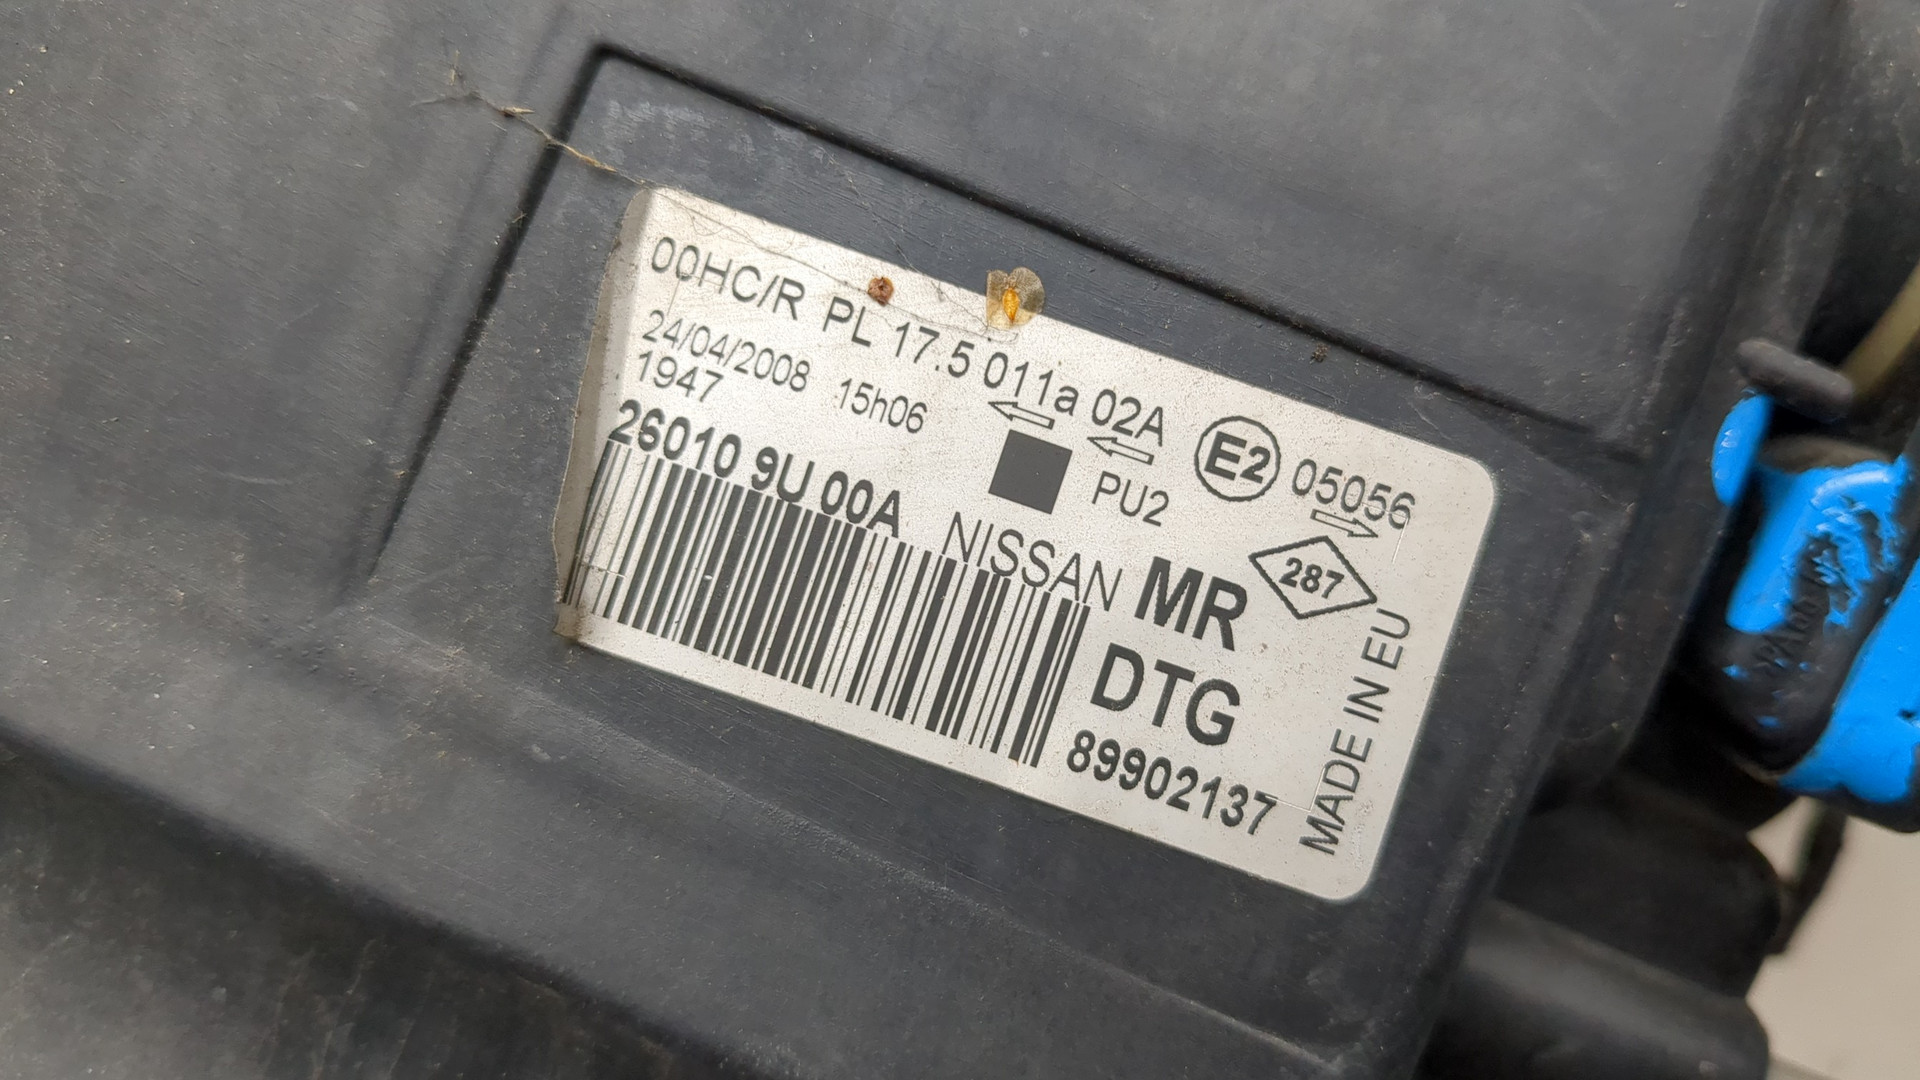 00HC/R PL 17.5 011a 02A E2 05056
24/04/2008 15h06
1947
PU2
26010 9U 00A
NISSAN
287
MR
DTG
89902137
MADE IN EU